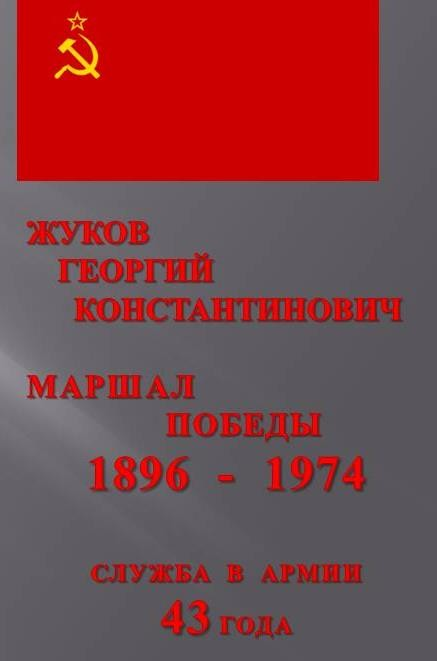 ЖУКОВ
ГЕОРГИЙ
КОНСТАНТИНОВИЧ
МАРШАЛ
ПОБЕДЫ
1896 - 1974
СЛУЖБА В АРМИИ
43 ГОДА